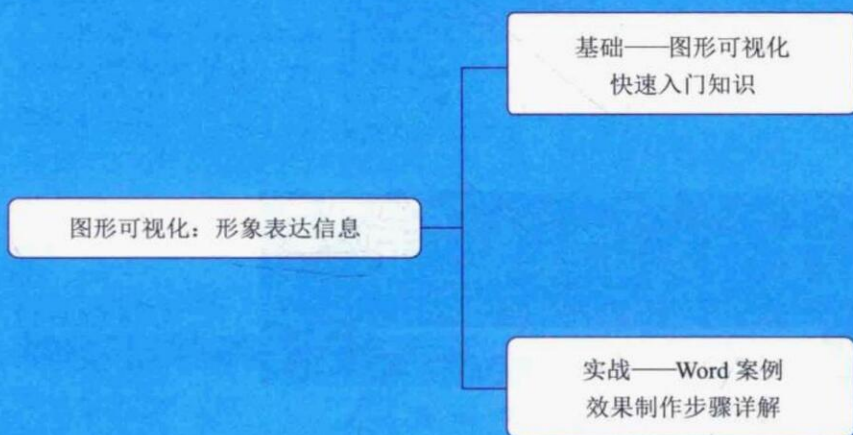 基础——图形可视化
快速入门知识
图形可视化：形象表达信息
实战——Word 案例
效果制作步骤详解